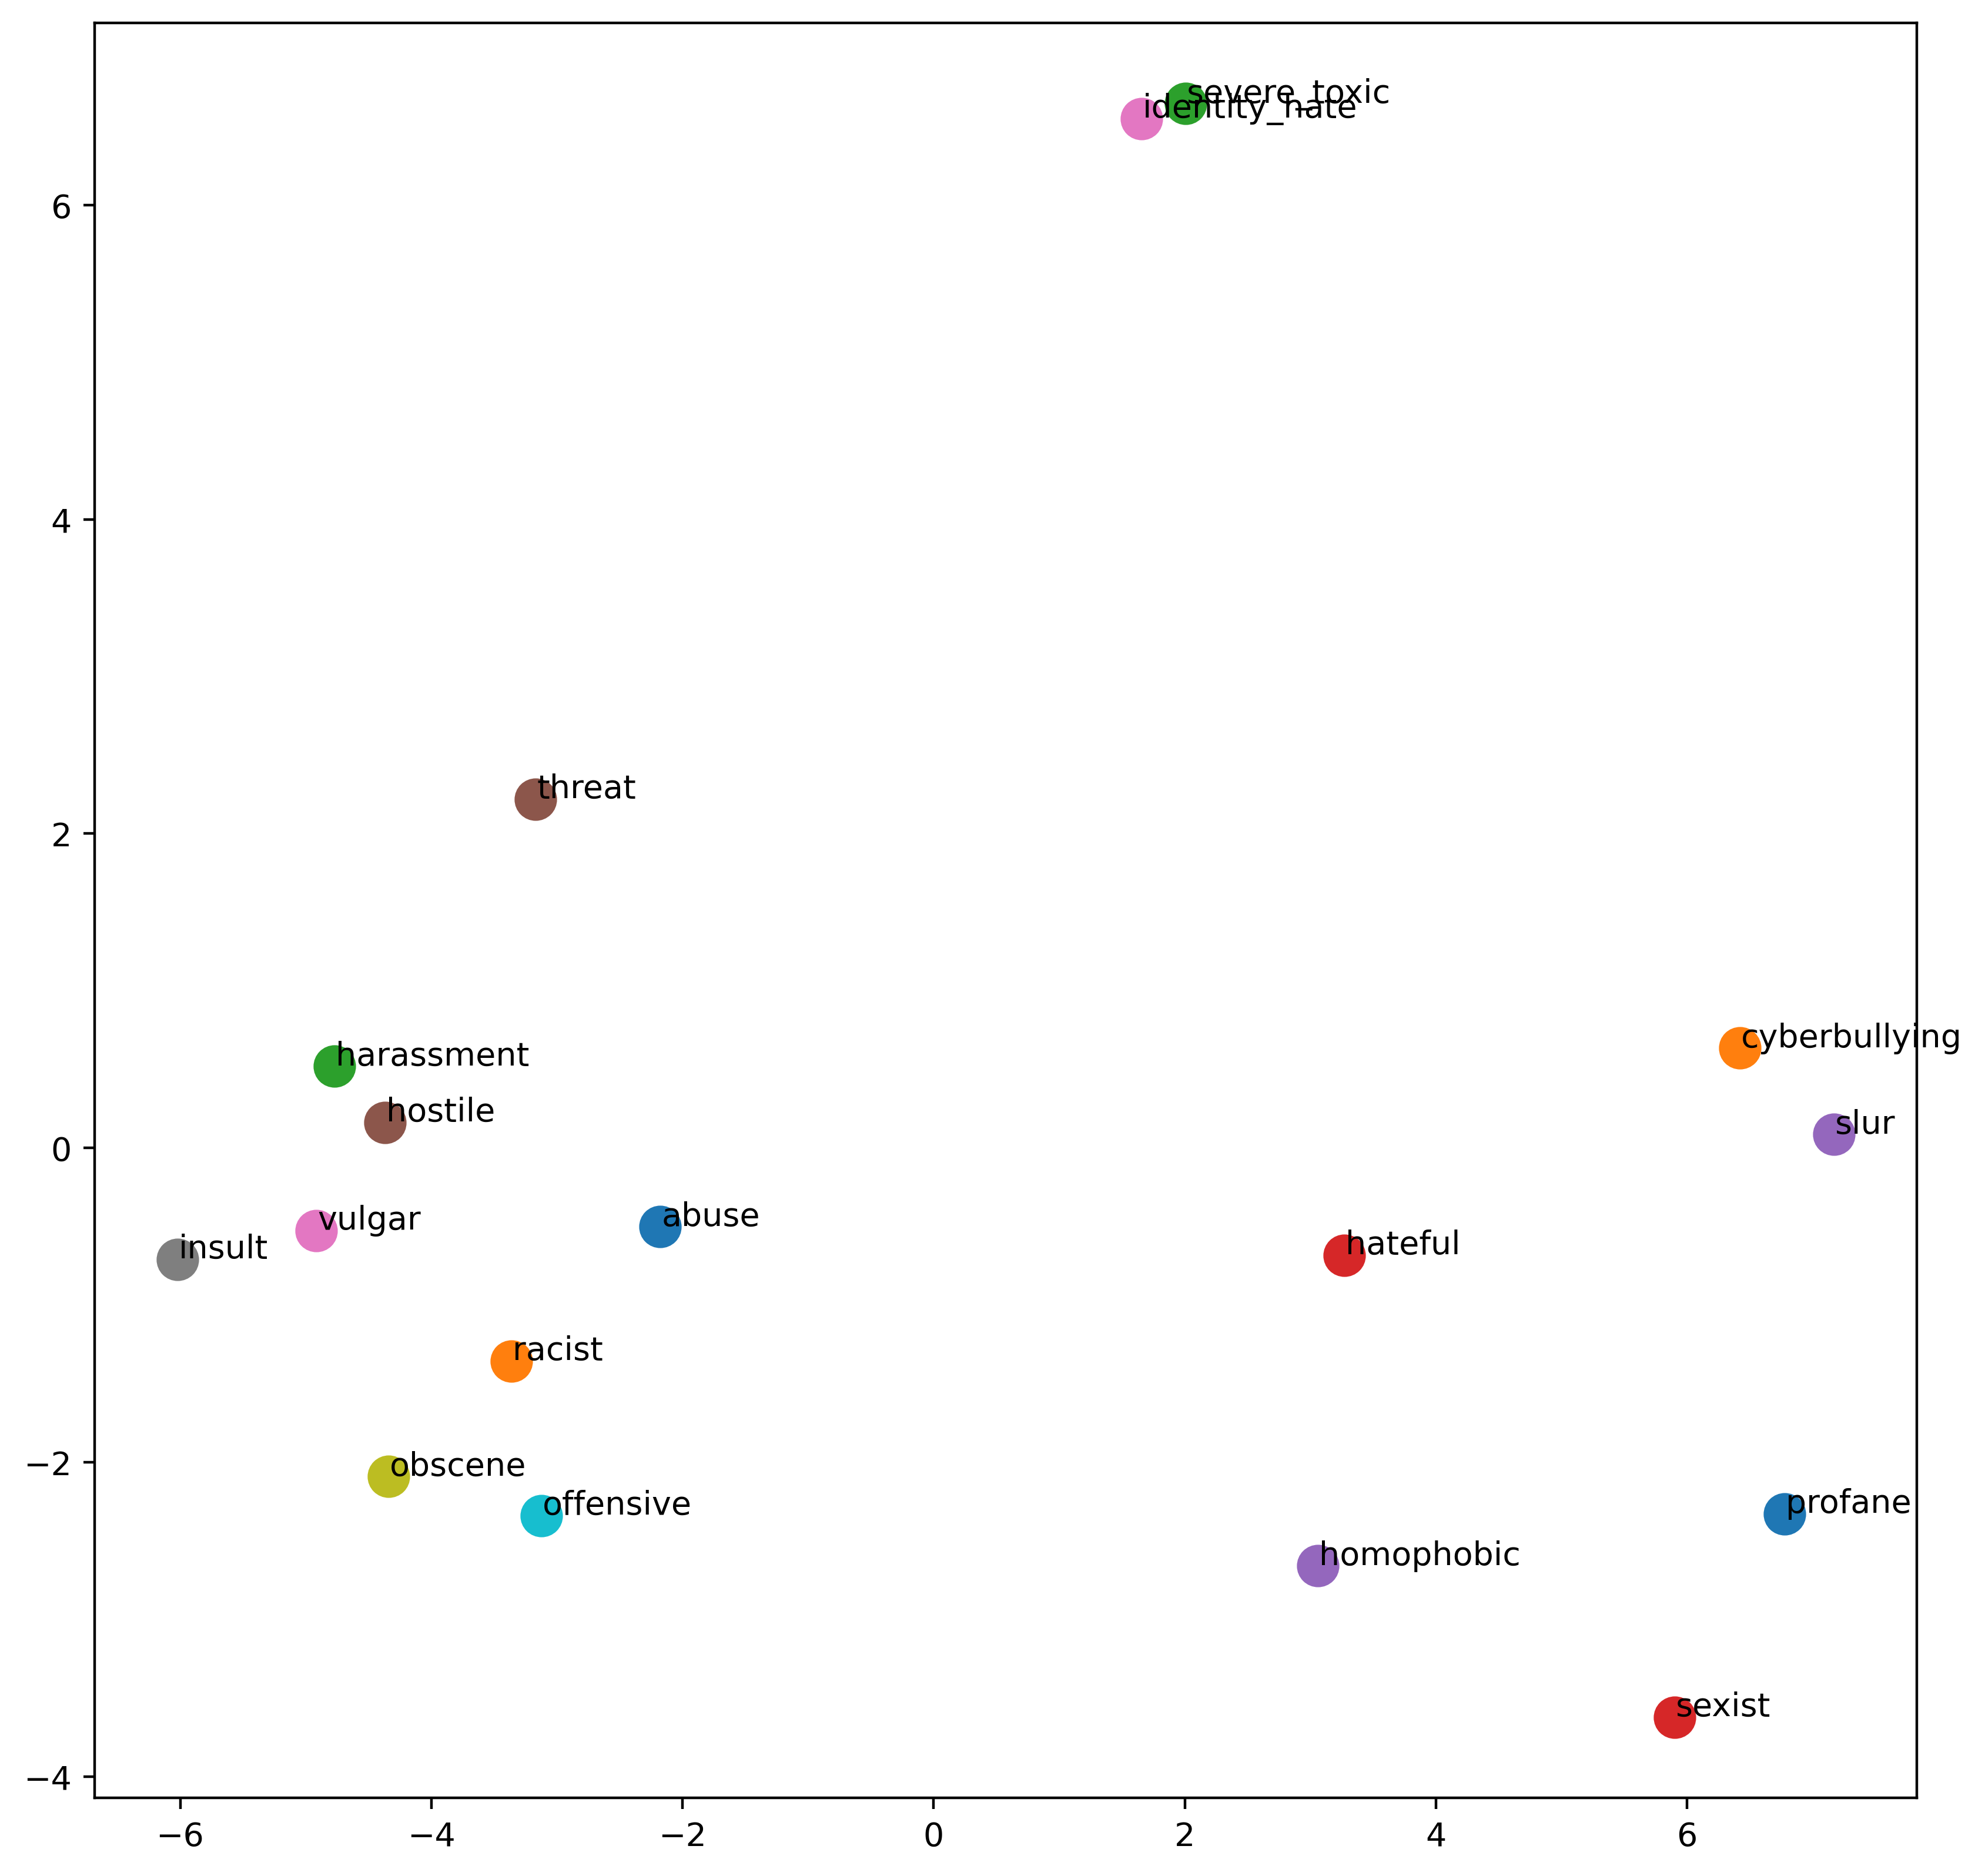 severe_toxic
identity_hate
6
4
threat
2
cyberbullying
harassment
hostile
slur
0
vulgar
abuse
insult
hateful
racist
−2
obscene
offensive
profane
homophobic
sexist
−4
−6 −4 −2 0 2 4 6